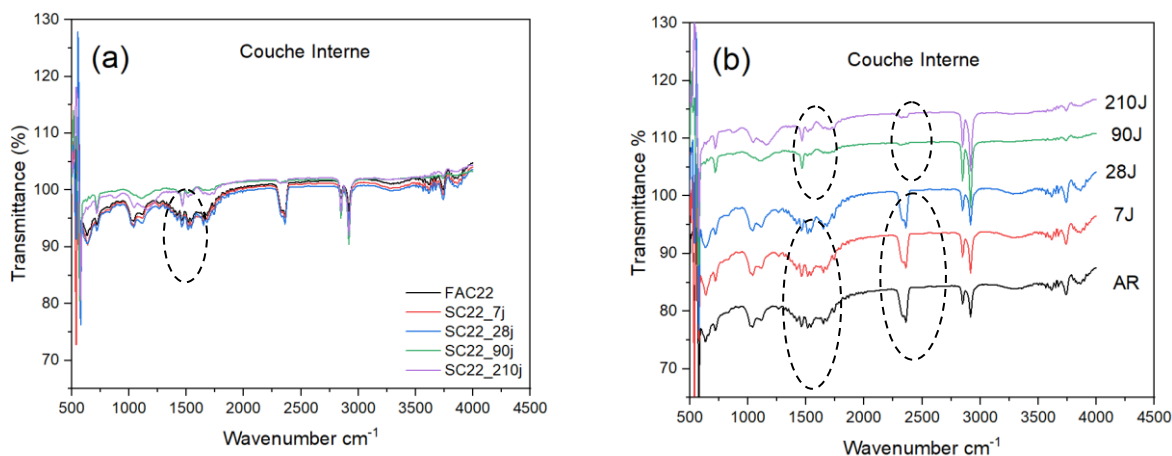 (a)
Couche Interne
Transmittance (%)
130
120
110
100
90
80
70
FAC22
SC22_7j
SC22_28j
SC22_90j
SC22_210j
500 1000 1500 2000 2500 3000 3500 4000 4500
Wavenumber cm⁻¹
(b)
Couche Interne
Transmittance %
130
120
110
100
90
80
70
210J
90J
28J
7J
AR
500 1000 1500 2000 2500 3000 3500 4000 4500
Wavenumber cm⁻¹